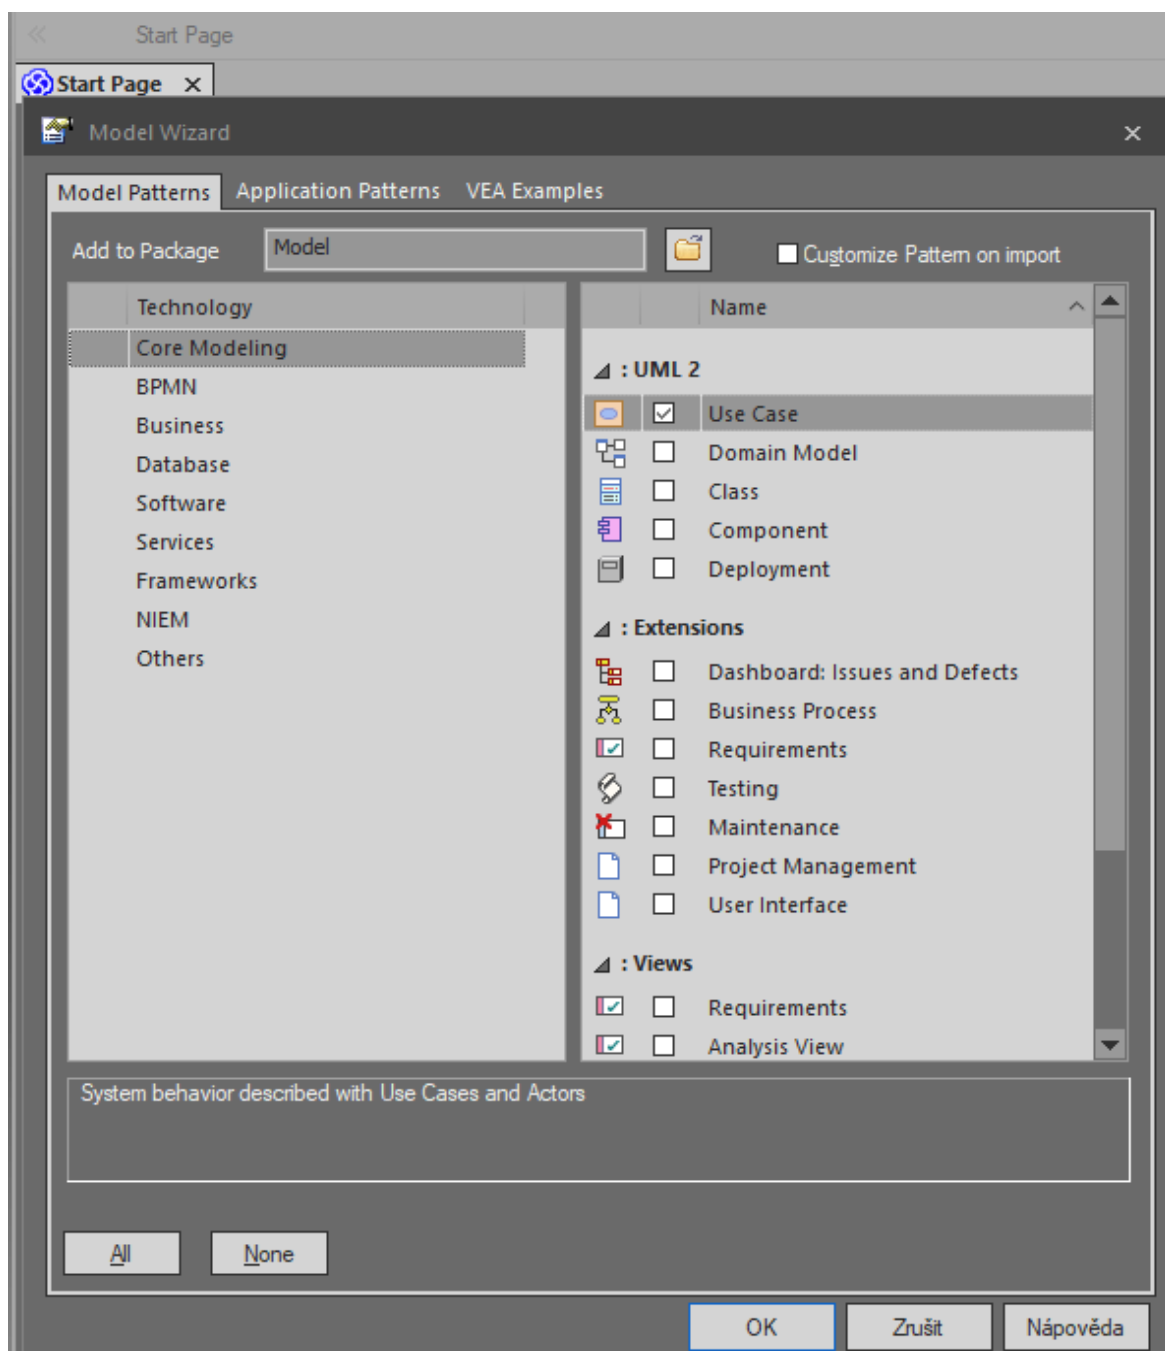 Start Page
Start Page
Model Wizard
Model Patterns Application Patterns VEA Examples
Add to Package Model Customize Pattern on import
Technology
Core Modeling
BPMN
Business
Database
Software
Services
Frameworks
NIEM
Others
Name
: UML 2
Use Case
Domain Model
Class
Component
Deployment
: Extensions
Dashboard: Issues and Defects
Business Process
Requirements
Testing
Maintenance
Project Management
User Interface
: Views
Requirements
Analysis View
System behavior described with Use Cases and Actors
All None
OK Zrušit Nápověda